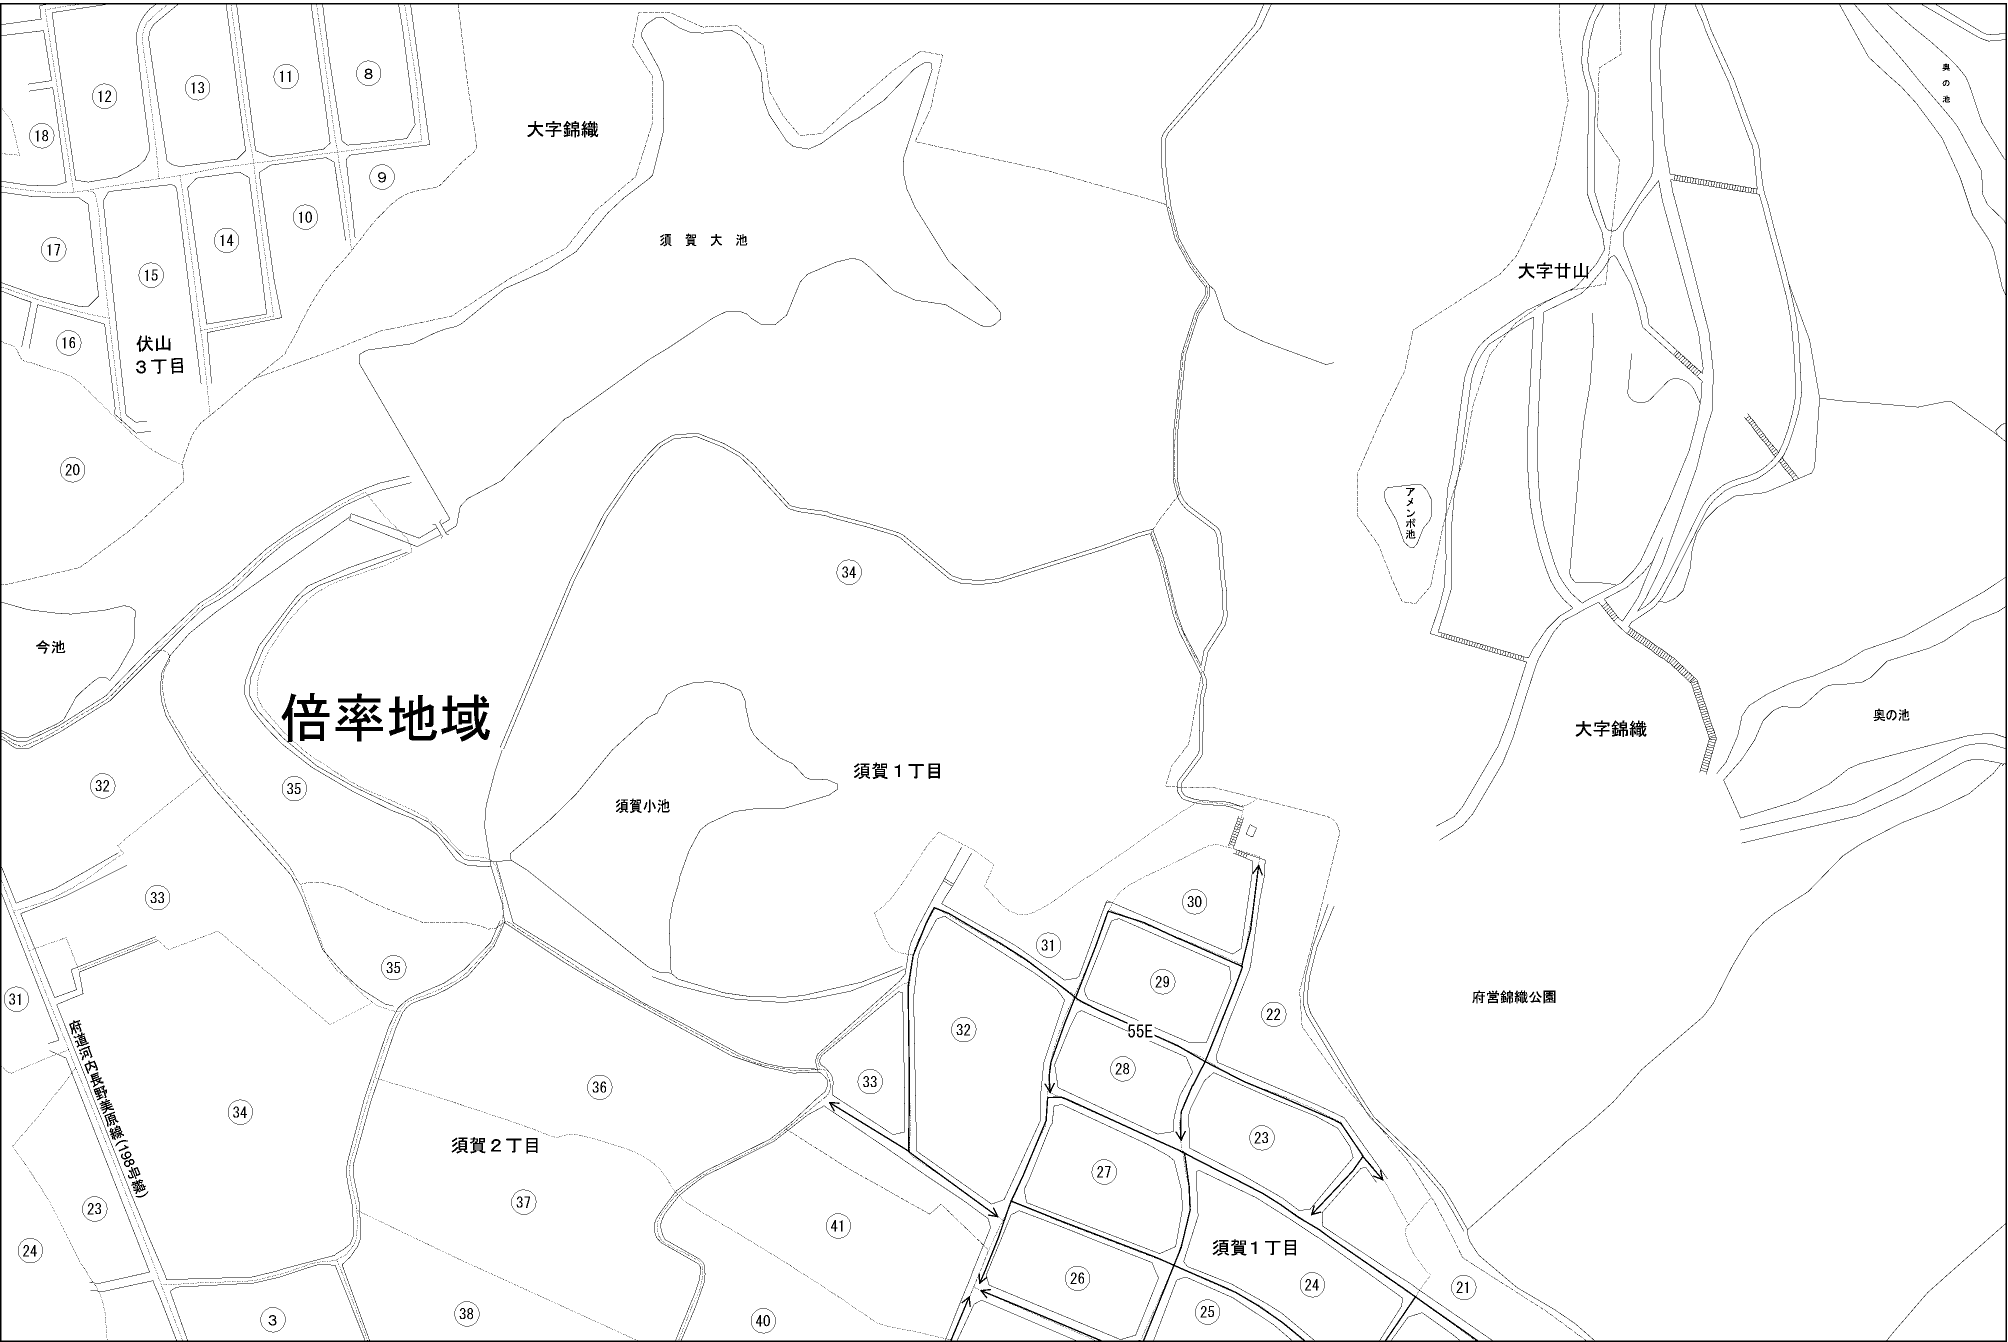 12
13
11
8
奥の池
18
大字錦織
9
10
17
14
須賀大池
15
大字廿山
16
伏山
3丁目
20
アメンボ池
34
今池
倍率地域
奥の池
大字錦織
32
35
須賀1丁目
須賀小池
33
30
31
35
29
31
府営錦織公園
22
32
55E
府道河内長野美原線(198号線)
28
33
36
34
23
須賀2丁目
27
37
23
41
24
須賀1丁目
26
24
21
3
38
40
25